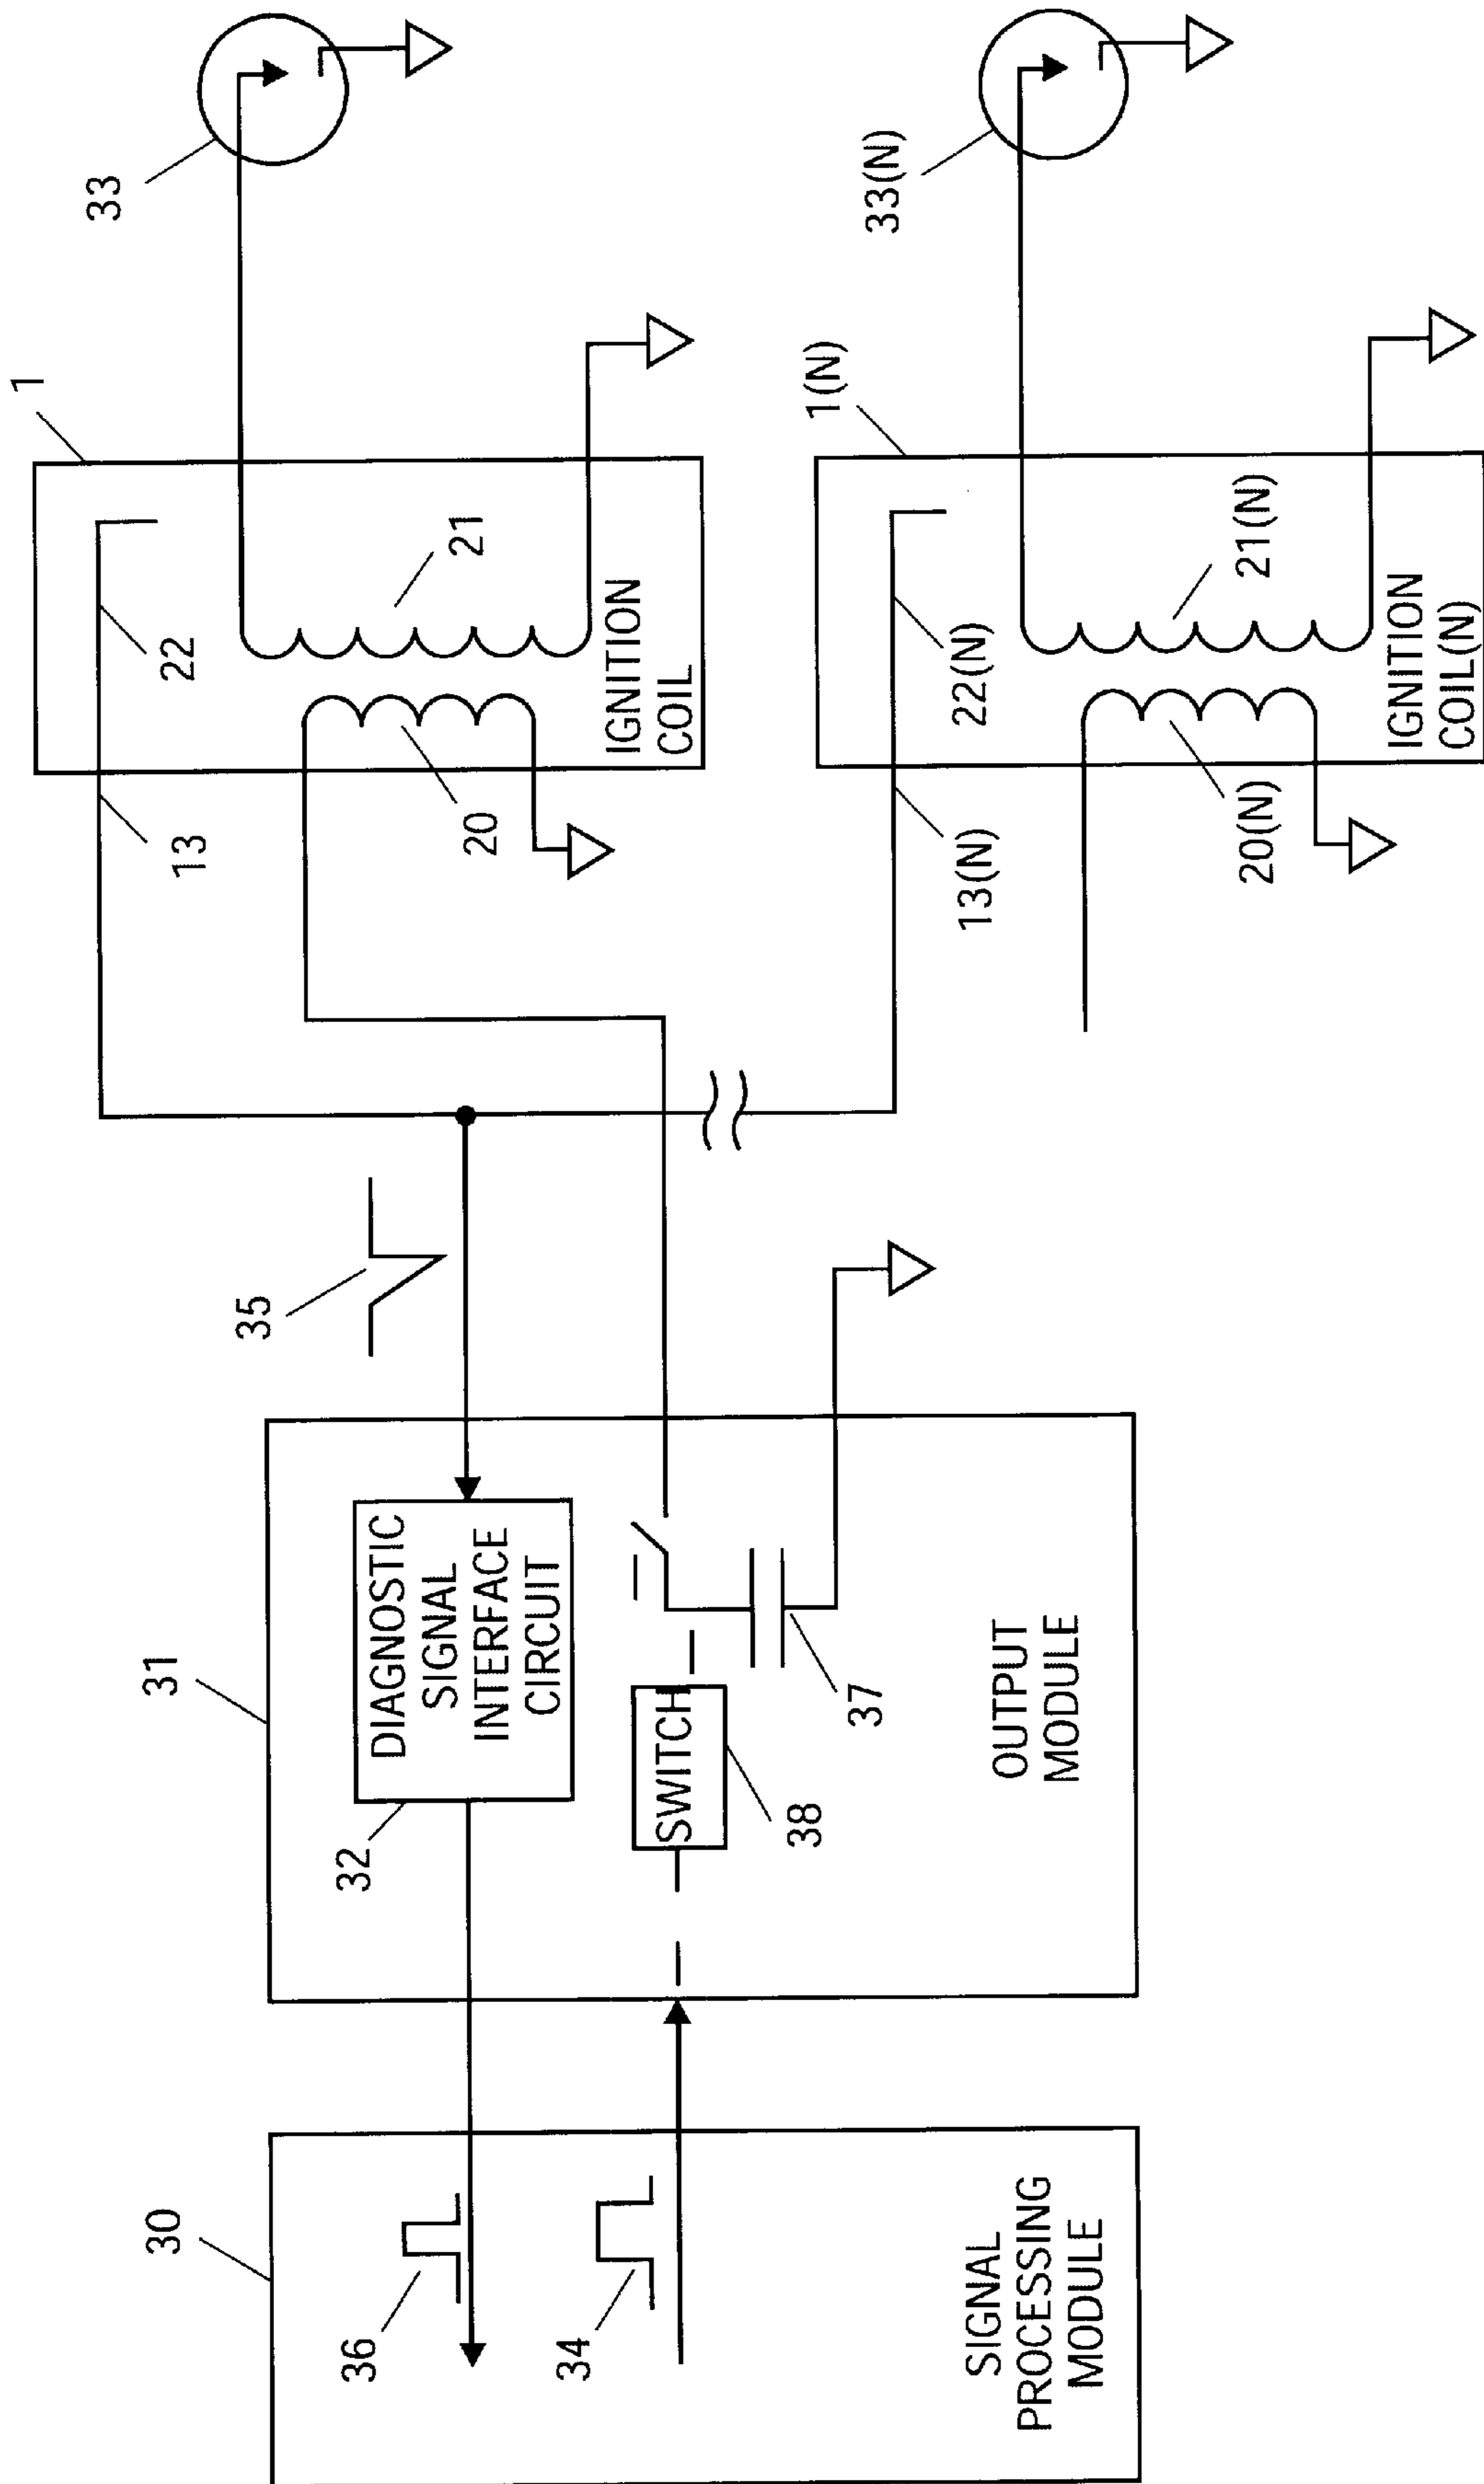 30
36
34
SIGNAL
PROCESSING
MODULE
31
32
DIAGNOSTIC
SIGNAL
INTERFACE
CIRCUIT
SWITCH
38
37
OUTPUT
MODULE
35
13
22
1
20
21
IGNITION
COIL
33
13(N)
22(N)
1(N)
20(N)
21(N)
IGNITION
COIL(N)
33(N)